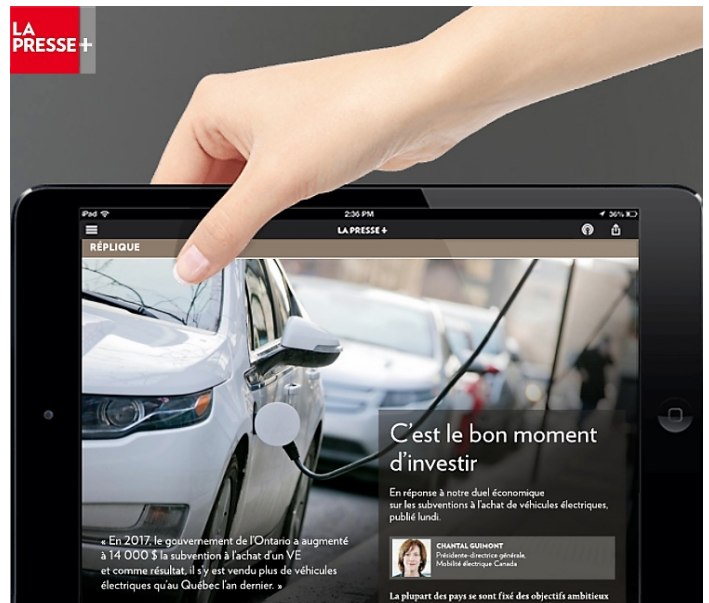 LA
PRESSE+
iPad
2:36 PM
36%
LA PRESSE +
RÉPLIQUE
C'est le bon moment
d'investir
En réponse à notre duel économique
sur les subventions à l'achat de véhicules électriques,
publié lundi.
CHANTAL GUIMONT
Présidente-directrice générale,
Mobilité électrique Canada
« En 2017, le gouvernement de l'Ontario a augmenté
à 14 000 $ la subvention à l'achat d'un VE
et comme résultat, il s'y est vendu plus de véhicules
électriques qu'au Québec l'an dernier. »
La plupart des pays se sont fixé des objectifs ambitieux